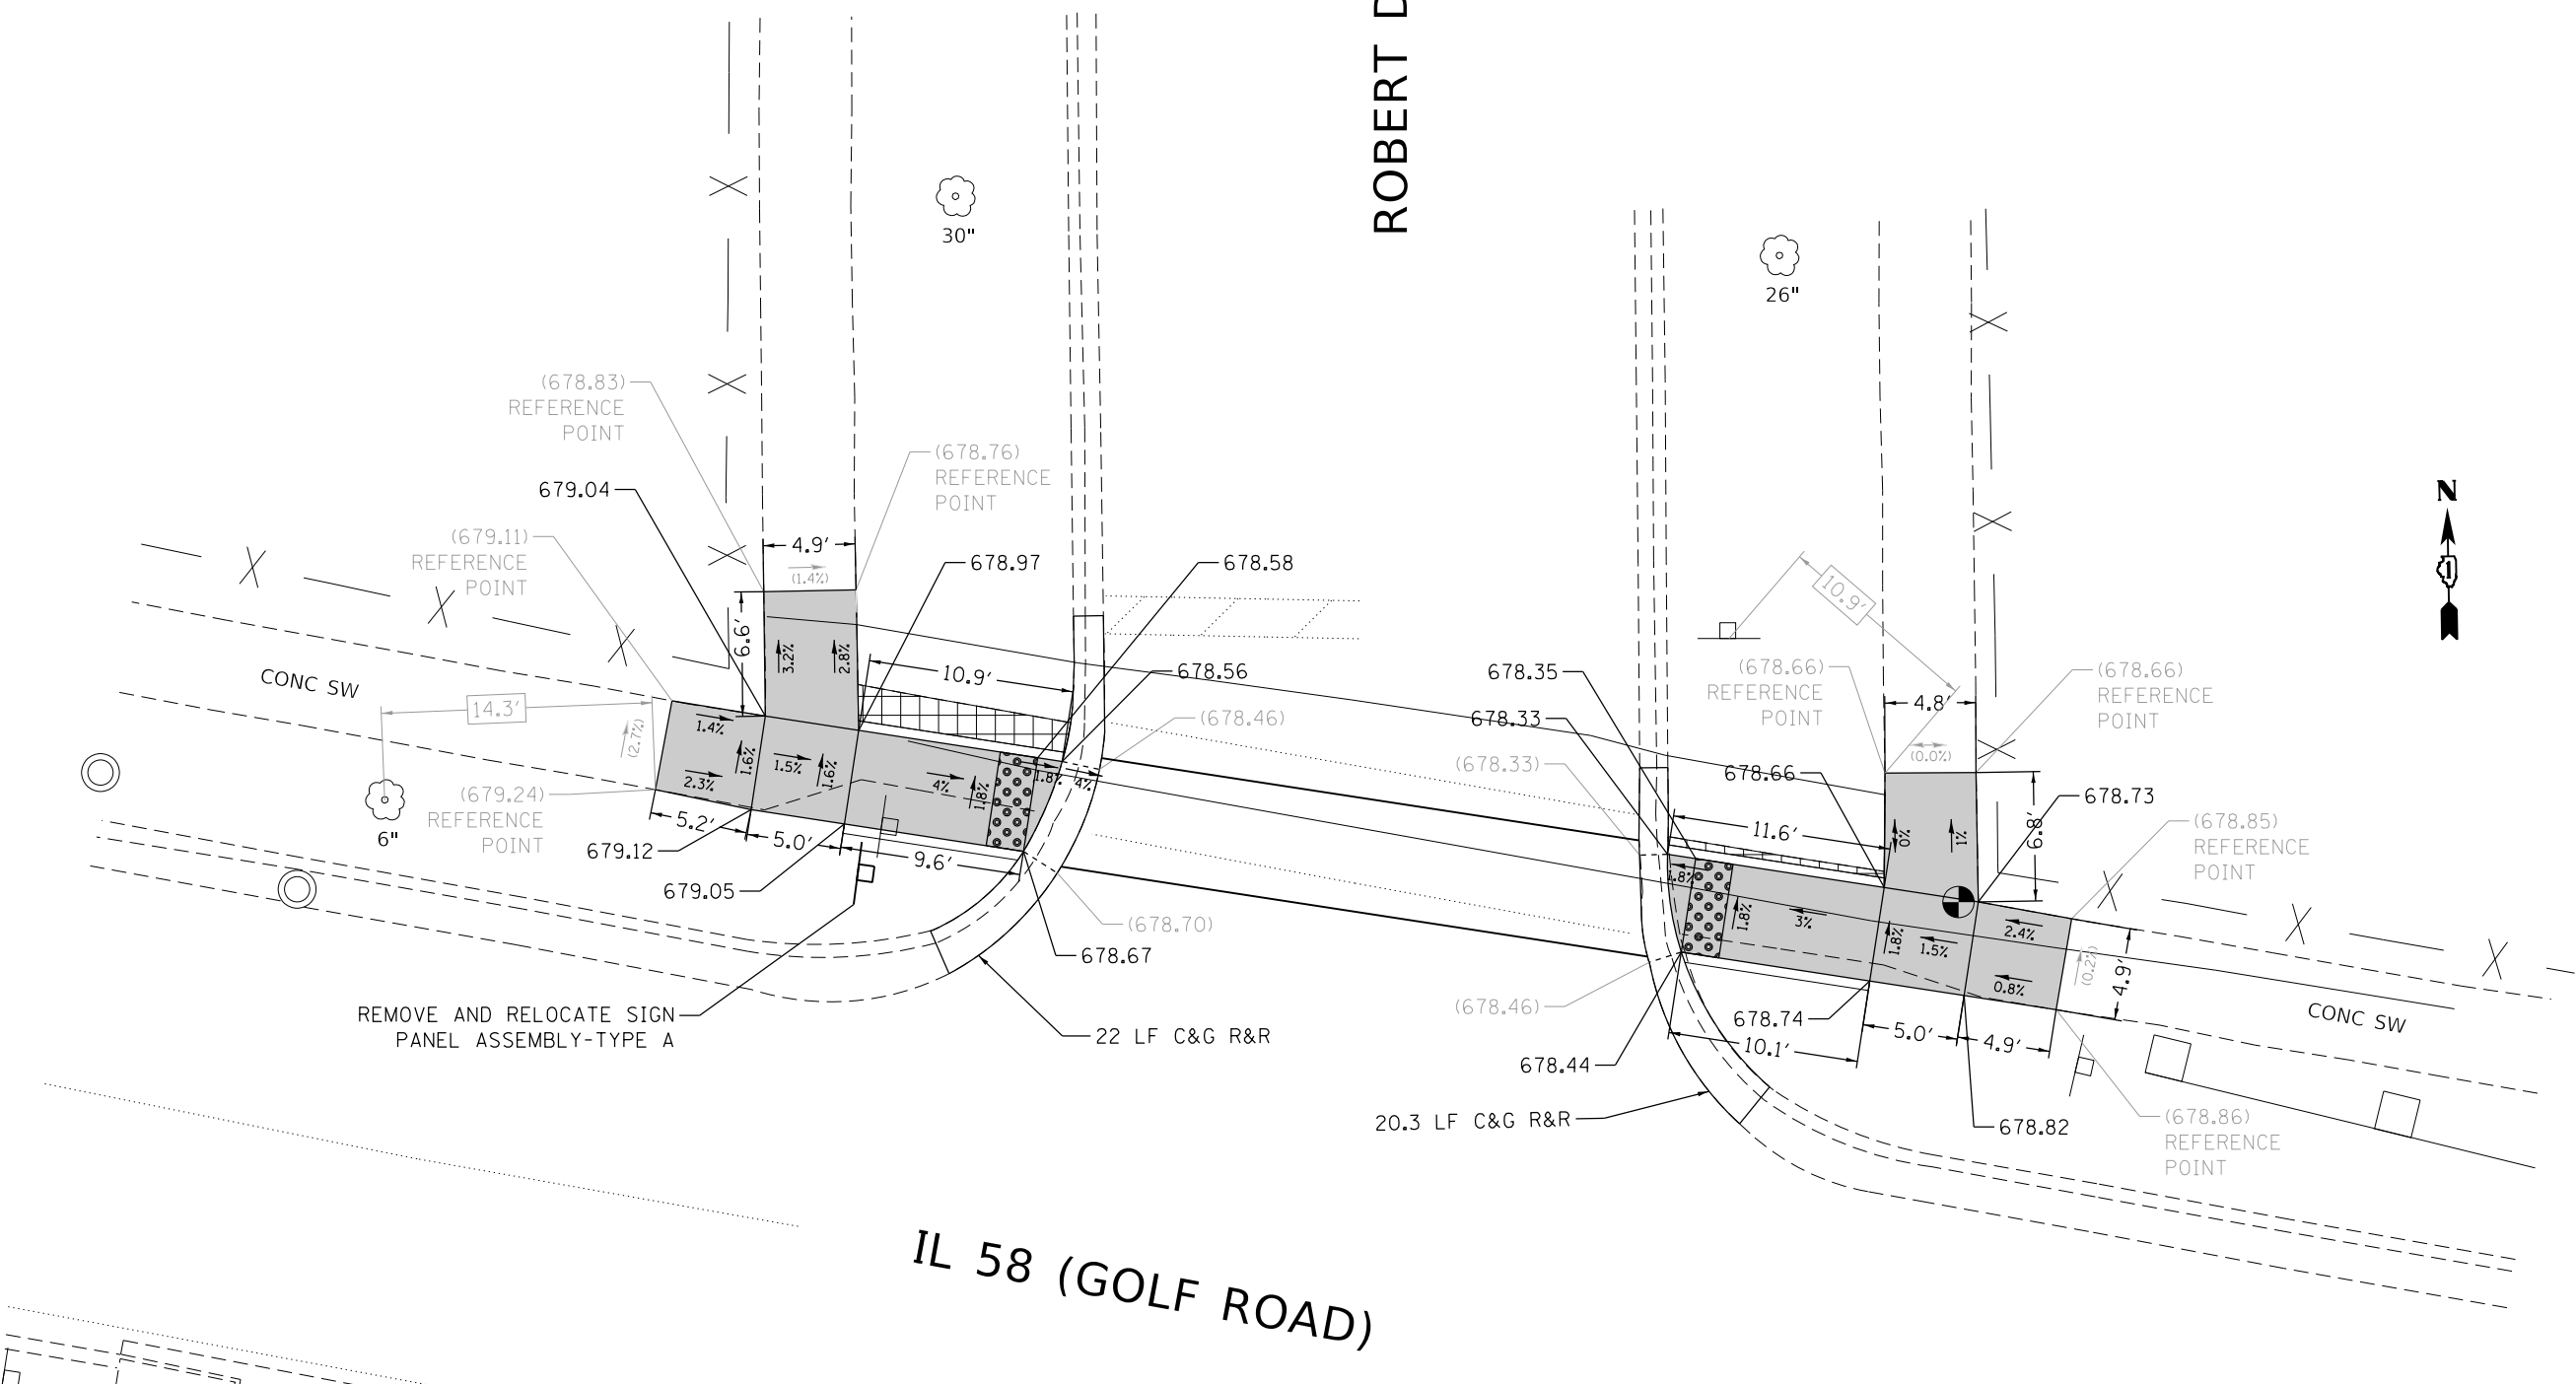 ROBERT D
30"
26"
(678.83)
REFERENCE
POINT
(678.76)
REFERENCE
POINT
679.04
N
(679.11)
REFERENCE
POINT
4.9'
(1.4%)
678.97
678.58
10.9'
6.6'
3.2%
2.8%
10.9'
678.56
678.35
(678.66)
REFERENCE
POINT
(678.66)
REFERENCE
POINT
CONC SW
14.3'
(2.7%)
1.4%
1.6%
2.3%
1.5%
1.6%
4%
1.8%
1.8%
4%
(678.46)
678.33
4.8'
(0.0%)
(678.33)
678.66
678.73
(679.24)
REFERENCE
POINT
6"
5.2'
5.0'
9.6'
679.12
679.05
11.6'
0%
1%
6.8'
(678.85)
REFERENCE
POINT
1.8%
1.8%
3%
1.8%
1.5%
2.4%
0.8%
(0.2%)
4.9'
(678.70)
678.67
(678.46)
678.74
10.1'
5.0'
4.9'
CONC SW
REMOVE AND RELOCATE SIGN
PANEL ASSEMBLY-TYPE A
22 LF C&G R&R
678.44
20.3 LF C&G R&R
678.82
(678.86)
REFERENCE
POINT
IL 58 (GOLF ROAD)